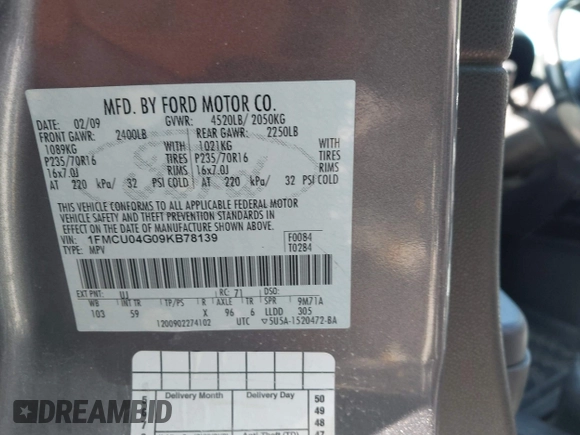 MFD. BY FORD MOTOR CO.
DATE: 02/09 GVWR: 4520LB/ 2050KG
FRONT GAWR: 2400LB REAR GAWR: 2250LB
1089KG WITH 1021KG WITH
P235/70R16 TIRES P235/70R16 TIRES
16x7.0J RIMS 16x7.0J RIMS
AT 220 kPa/ 32 PSI COLD AT 220 kPa/ 32 PSI COLD
THIS VEHICLE CONFORMS TO ALL APPLICABLE FEDERAL MOTOR
VEHICLE SAFETY AND THEFT PREVENTION STANDARDS IN
EFFECT ON THE DATE OF MANUFACTURE SHOWN ABOVE.
VIN: 1FMCU04G09KB78139 F0084
TYPE: MPV T0284
EXT PNT: UJ RC: 71 DSO:
WB INT TR TP/PS R AXLE TR SPR 9M71A
103 59 X 96 6 LLDD 305
1200902274102 UTC ▽SUSA-1520472-BA
Delivery Month Delivery Day 50
49
48
47
DREAMBID